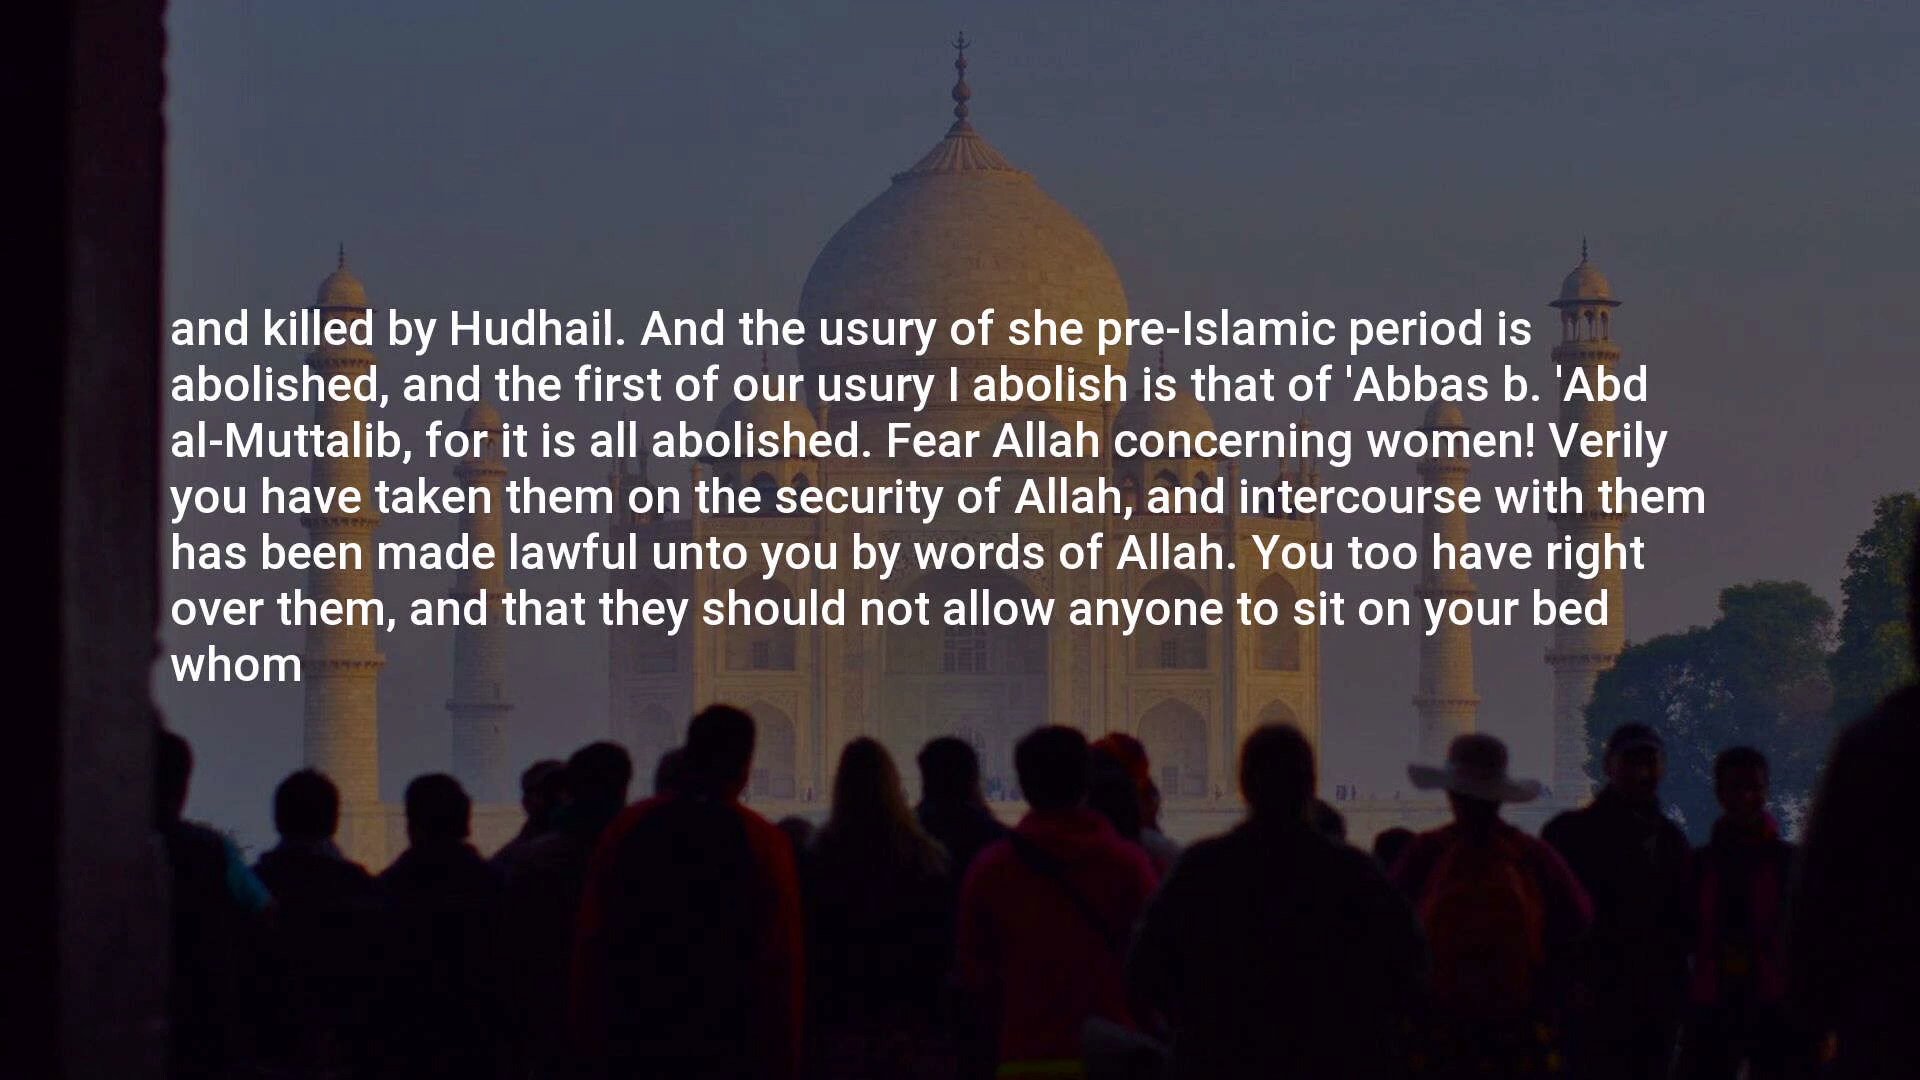 and killed by Hudhail. And the usury of she pre-Islamic period is
abolished, and the first of our usury I abolish is that of 'Abbas b. 'Abd
al-Muttalib, for it is all abolished. Fear Allah concerning women! Verily
you have taken them on the security of Allah, and intercourse with them
has been made lawful unto you by words of Allah. You too have right
over them, and that they should not allow anyone to sit on your bed
whom